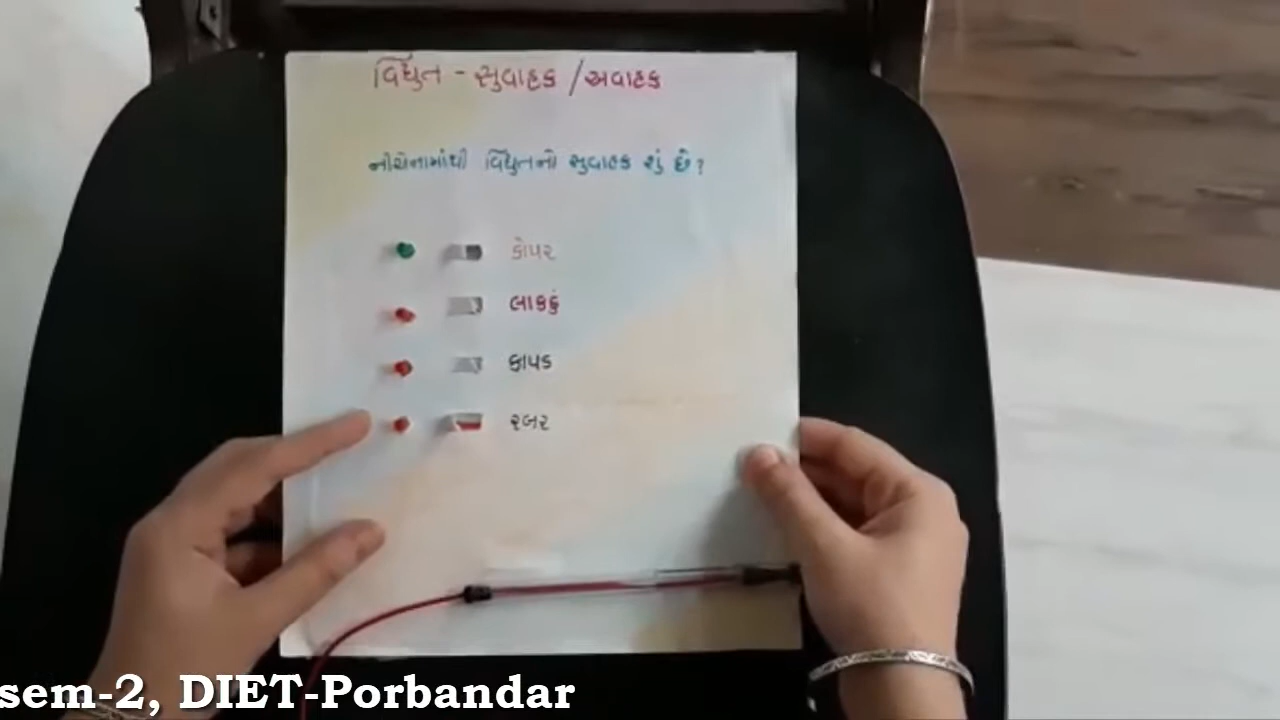 વિદ્યુત - સુવાહક / અવાહક
નીચેનામાંથી વિદ્યુતનો સુવાહક શું છે?
કોપર
લાકડું
કાપડ
રબર
sem-2, DIET-Porbandar